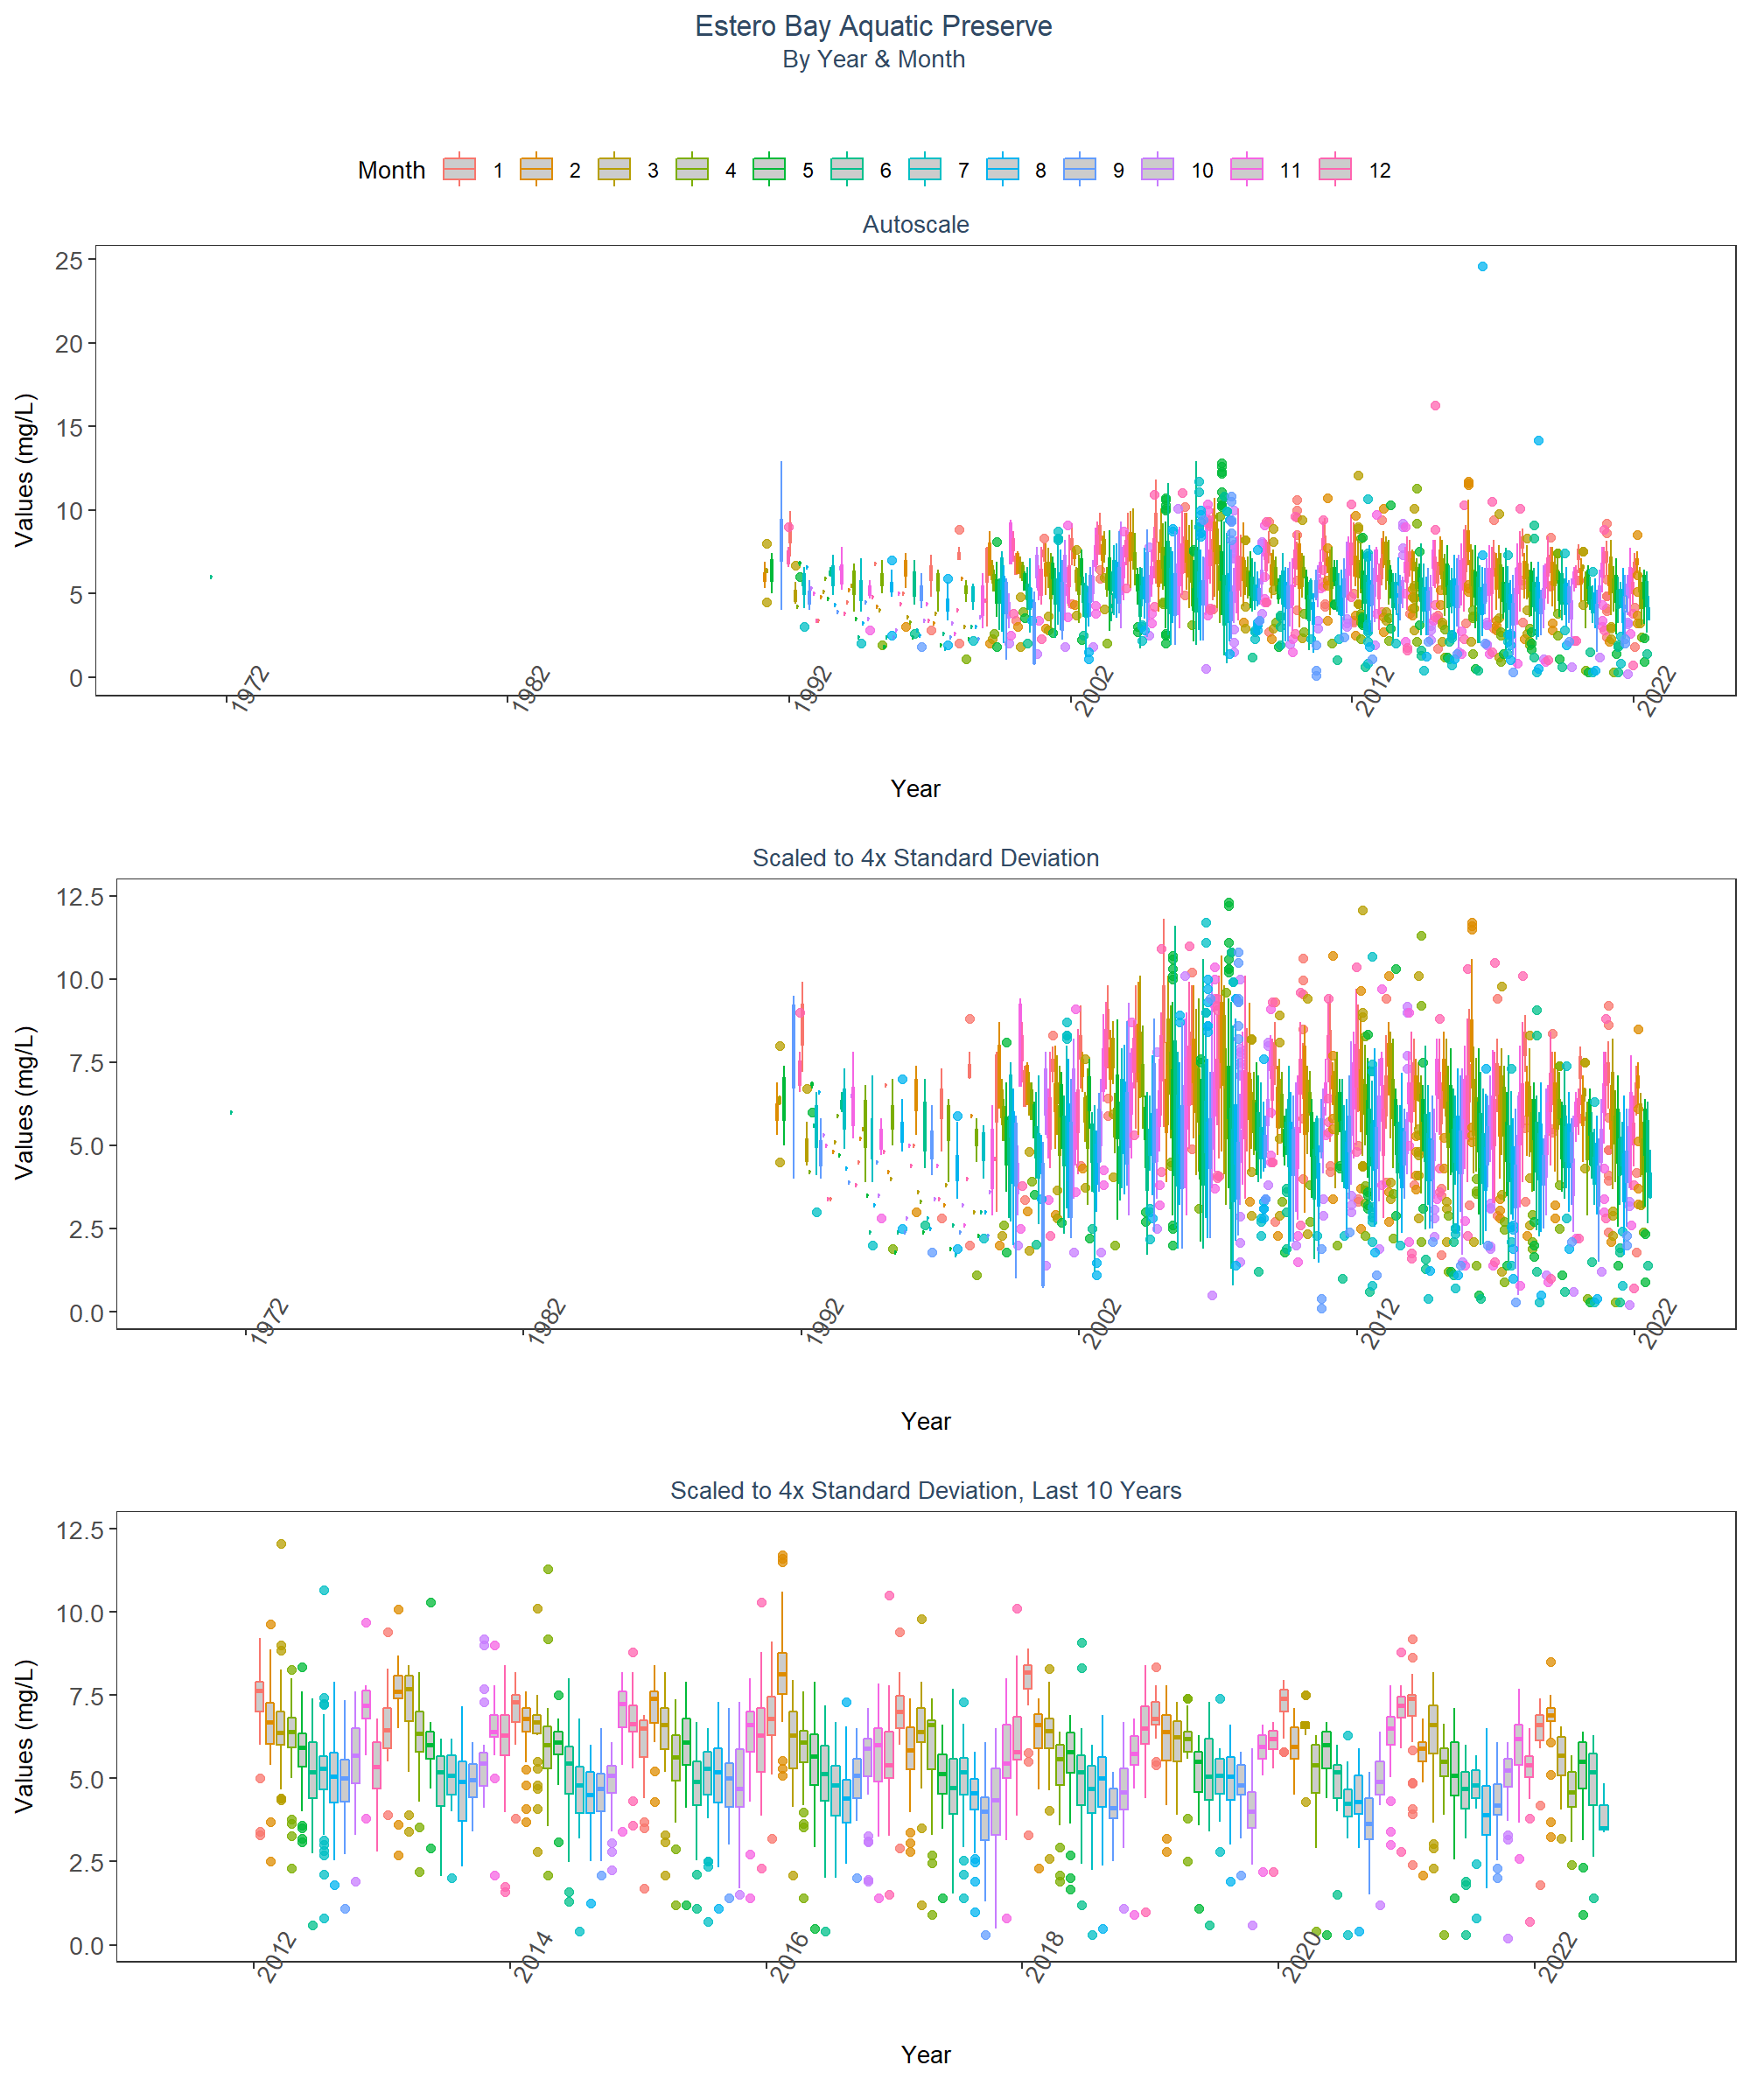 Estero Bay Aquatic Preserve
By Year & Month
Month 1 2 3 4 5 6 7 8 9 10 11 12
Autoscale
Values (mg/L)
25
20
15
10
5
0
1972 1982 1992 2002 2012 2022
Year
Scaled to 4x Standard Deviation
Values (mg/L)
12.5
10.0
7.5
5.0
2.5
0.0
1972 1982 1992 2002 2012 2022
Year
Scaled to 4x Standard Deviation, Last 10 Years
Values (mg/L)
12.5
10.0
7.5
5.0
2.5
0.0
2012 2014 2016 2018 2020 2022
Year